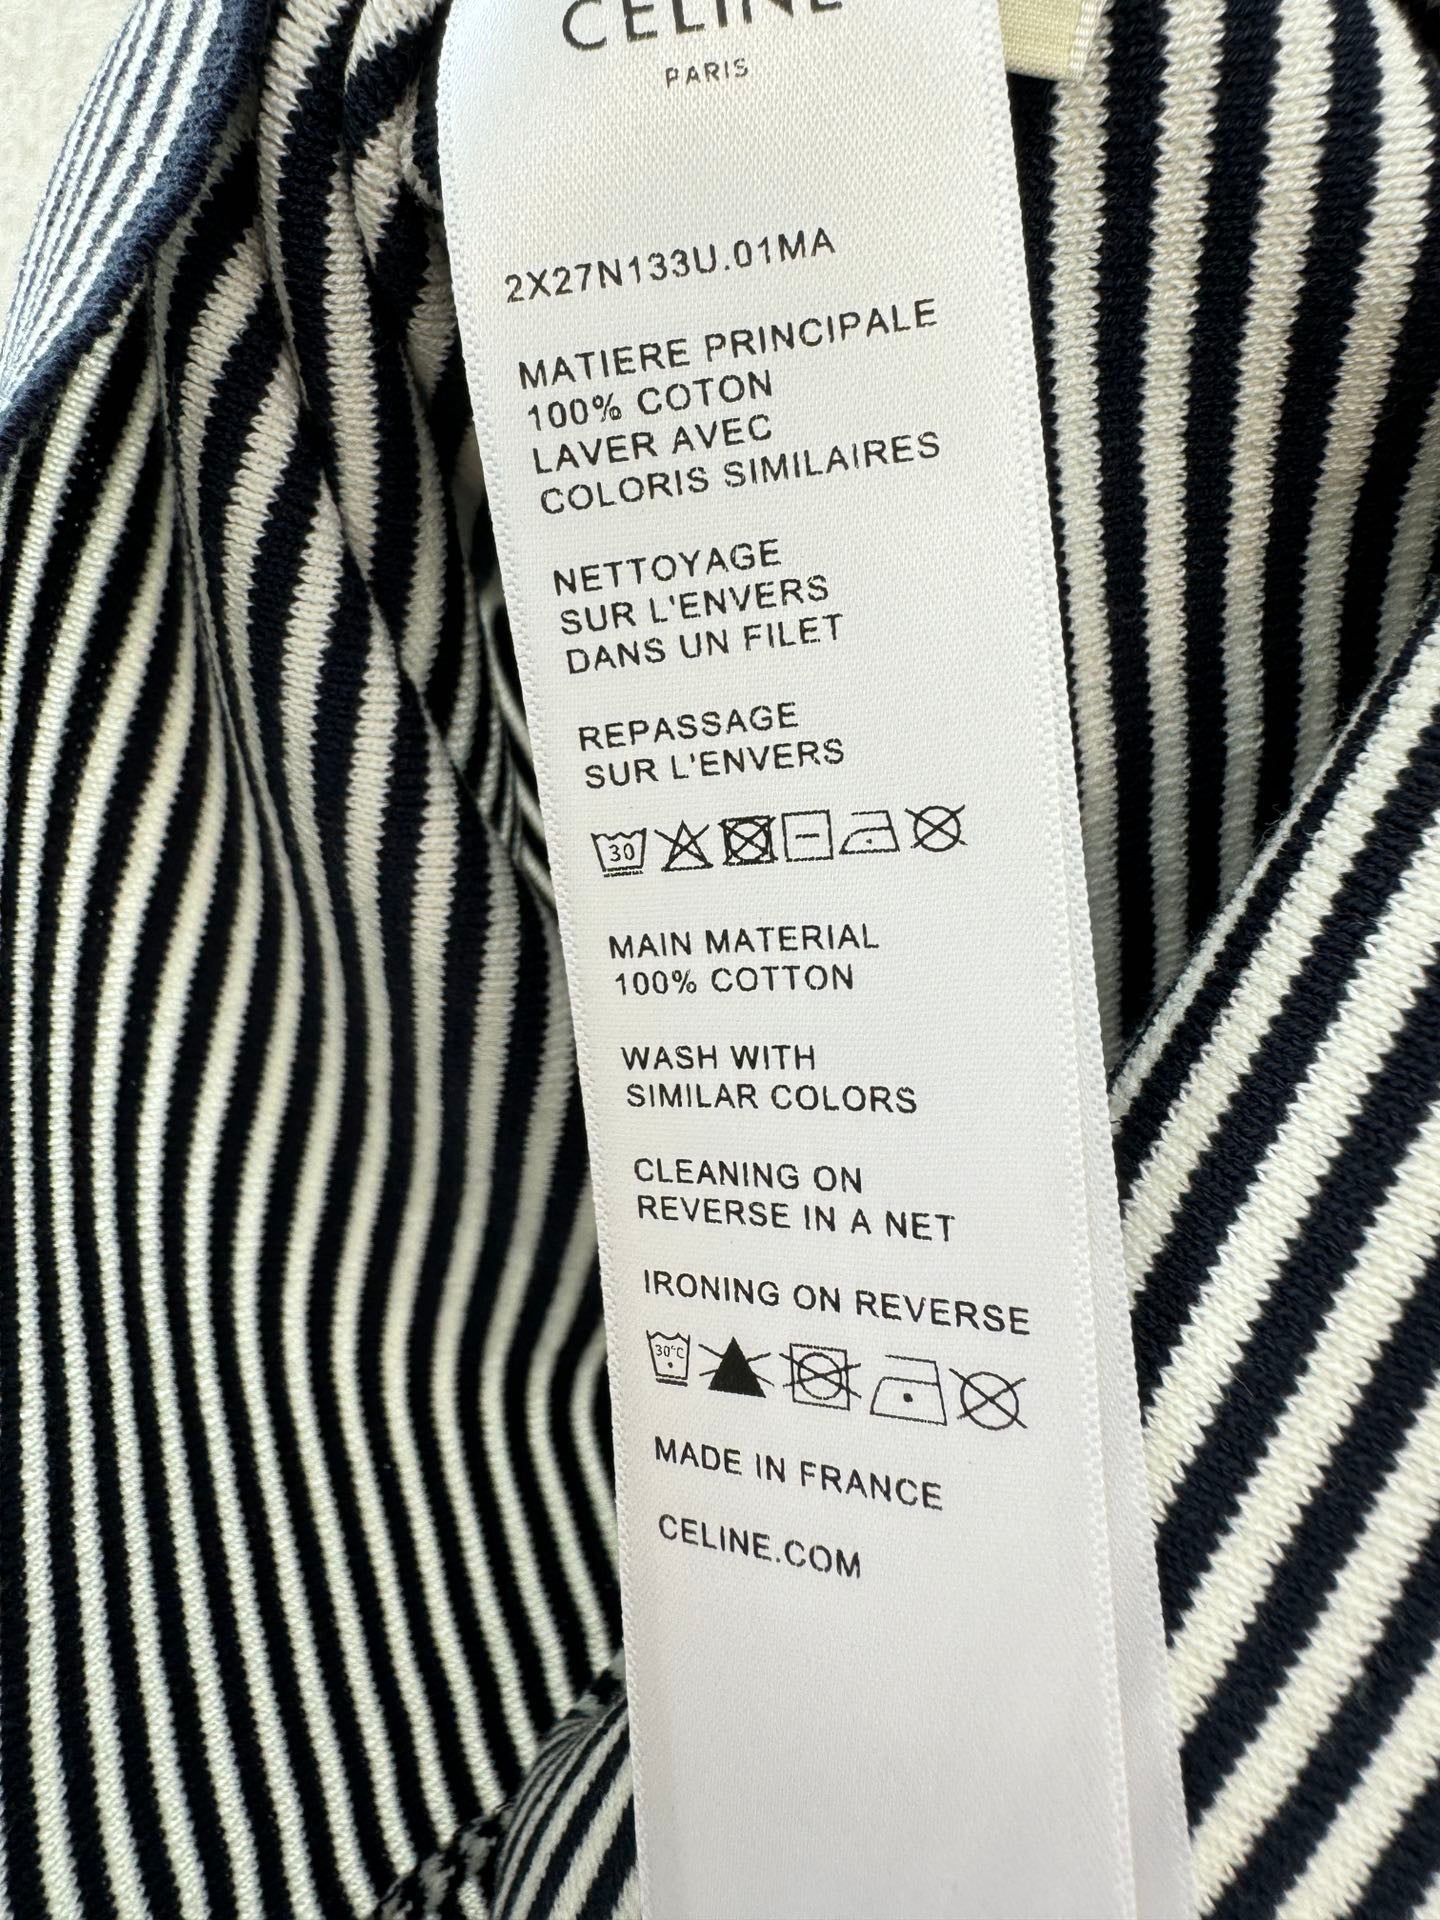 CELINE
PARIS
2X27N133U.01MA
MATIERE PRINCIPALE
100% COTON
LAVER AVEC
COLORIS SIMILAIRES
NETTOYAGE
SUR L'ENVERS
DANS UN FILET
REPASSAGE
SUR L'ENVERS
30
MAIN MATERIAL
100% COTTON
WASH WITH
SIMILAR COLORS
CLEANING ON
REVERSE IN A NET
IRONING ON REVERSE
30°C
MADE IN FRANCE
CELINE.COM